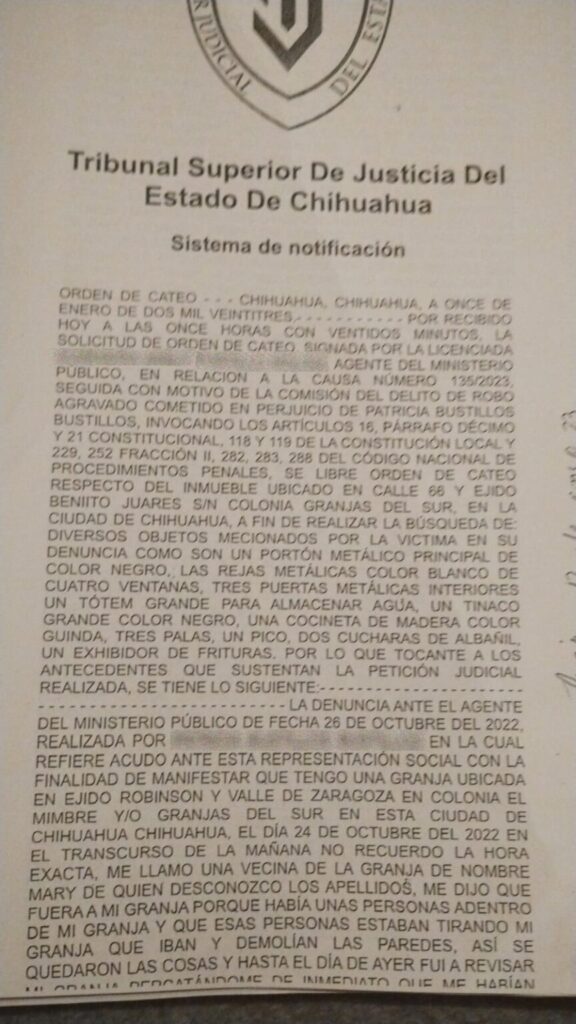 R JUDICIAL DEL EST
Tribunal Superior De Justicia Del
Estado De Chihuahua
Sistema de notificación
ORDEN DE CATEO - - - CHIHUAHUA, CHIHUAHUA, A ONCE DE
ENERO DE DOS MIL VEINTITRES.- - - - - - - - - - - - POR RECIBIDO
HOY A LAS ONCE HORAS CON VENTIDOS MINUTOS, LA
SOLICITUD DE ORDEN DE CATEO, SIGNADA POR LA LICENCIADA
AGENTE DEL MINISTERIO
PÚBLICO, EN RELACION A LA CAUSA NÚMERO 135/2023,
SEGUIDA CON MOTIVO DE LA COMISIÓN DEL DELITO DE ROBO
AGRAVADO COMETIDO EN PERJUICIO DE PATRICIA BUSTILLOS
BUSTILLOS, INVOCANDO LOS ARTÍCULOS 16, PÁRRAFO DÉCIMO
Y 21 CONSTITUCIONAL, 118 Y 119 DE LA CONSTITUCIÓN LOCAL Y
229, 252 FRACCIÓN II, 282, 283, 288 DEL CÓDIGO NACIONAL DE
PROCEDIMIENTOS PENALES, SE LIBRE ORDEN DE CATEO
RESPECTO DEL INMUEBLE UBICADO EN CALLE 66 Y EJIDO
BENIITO JUARES S/N COLONIA GRANJAS DEL SUR, EN LA
CIUDAD DE CHIHUAHUA, A FIN DE REALIZAR LA BÚSQUEDA DE:
DIVERSOS OBJETOS MECIONADOS POR LA VICTIMA EN SU
DENUNCIA COMO SON UN PORTÓN METÁLICO PRINCIPAL DE
COLOR NEGRO, LAS REJAS METÁLICAS COLOR BLANCO DE
CUATRO VENTANAS, TRES PUERTAS METÁLICAS INTERIORES
UN TÓTEM GRANDE PARA ALMACENAR AGUA, UN TINACO
GRANDE COLOR NEGRO, UNA COCINETA DE MADERA COLOR
GUINDA, TRES PALAS, UN PICO, DOS CUCHARAS DE ALBAÑIL,
UN EXHIBIDOR DE FRITURAS. POR LO QUE TOCANTE A LOS
ANTECEDENTES QUE SUSTENTAN LA PETICIÓN JUDICIAL
REALIZADA, SE TIENE LO SIGUIENTE:- - - - - - - - - - - - - - - - - - - - - -
- - - - - - - - - - - - - - - - - - - - - - - - - LA DENUNCIA ANTE EL AGENTE
DEL MINISTERIO PÚBLICO DE FECHA 26 DE OCTUBRE DEL 2022,
REALIZADA POR EN LA CUAL
REFIERE ACUDO ANTE ESTA REPRESENTACIÓN SOCIAL CON LA
FINALIDAD DE MANIFESTAR QUE TENGO UNA GRANJA UBICADA
EN EJIDO ROBINSON Y VALLE DE ZARAGOZA EN COLONIA EL
MIMBRE Y/O GRANJAS DEL SUR EN ESTA CIUDAD DE
CHIHUAHUA CHIHUAHUA, EL DÍA 24 DE OCTUBRE DEL 2022 EN
EL TRANSCURSO DE LA MAÑANA NO RECUERDO LA HORA
EXACTA, ME LLAMO UNA VECINA DE LA GRANJA DE NOMBRE
MARY DE QUIEN DESCONOZCO LOS APELLIDOS, ME DIJO QUE
FUERA A MI GRANJA PORQUE HABÍA UNAS PERSONAS ADENTRO
DE MI GRANJA Y QUE ESAS PERSONAS ESTABAN TIRANDO MI
GRANJA QUE IBAN Y DEMOLÍAN LAS PAREDES, ASÍ SE
QUEDARON LAS COSAS Y HASTA EL DÍA DE AYER FUI A REVISAR
MI GRANJA PERCATÁNDOME DE INMEDIATO QUE ME HABÍAN